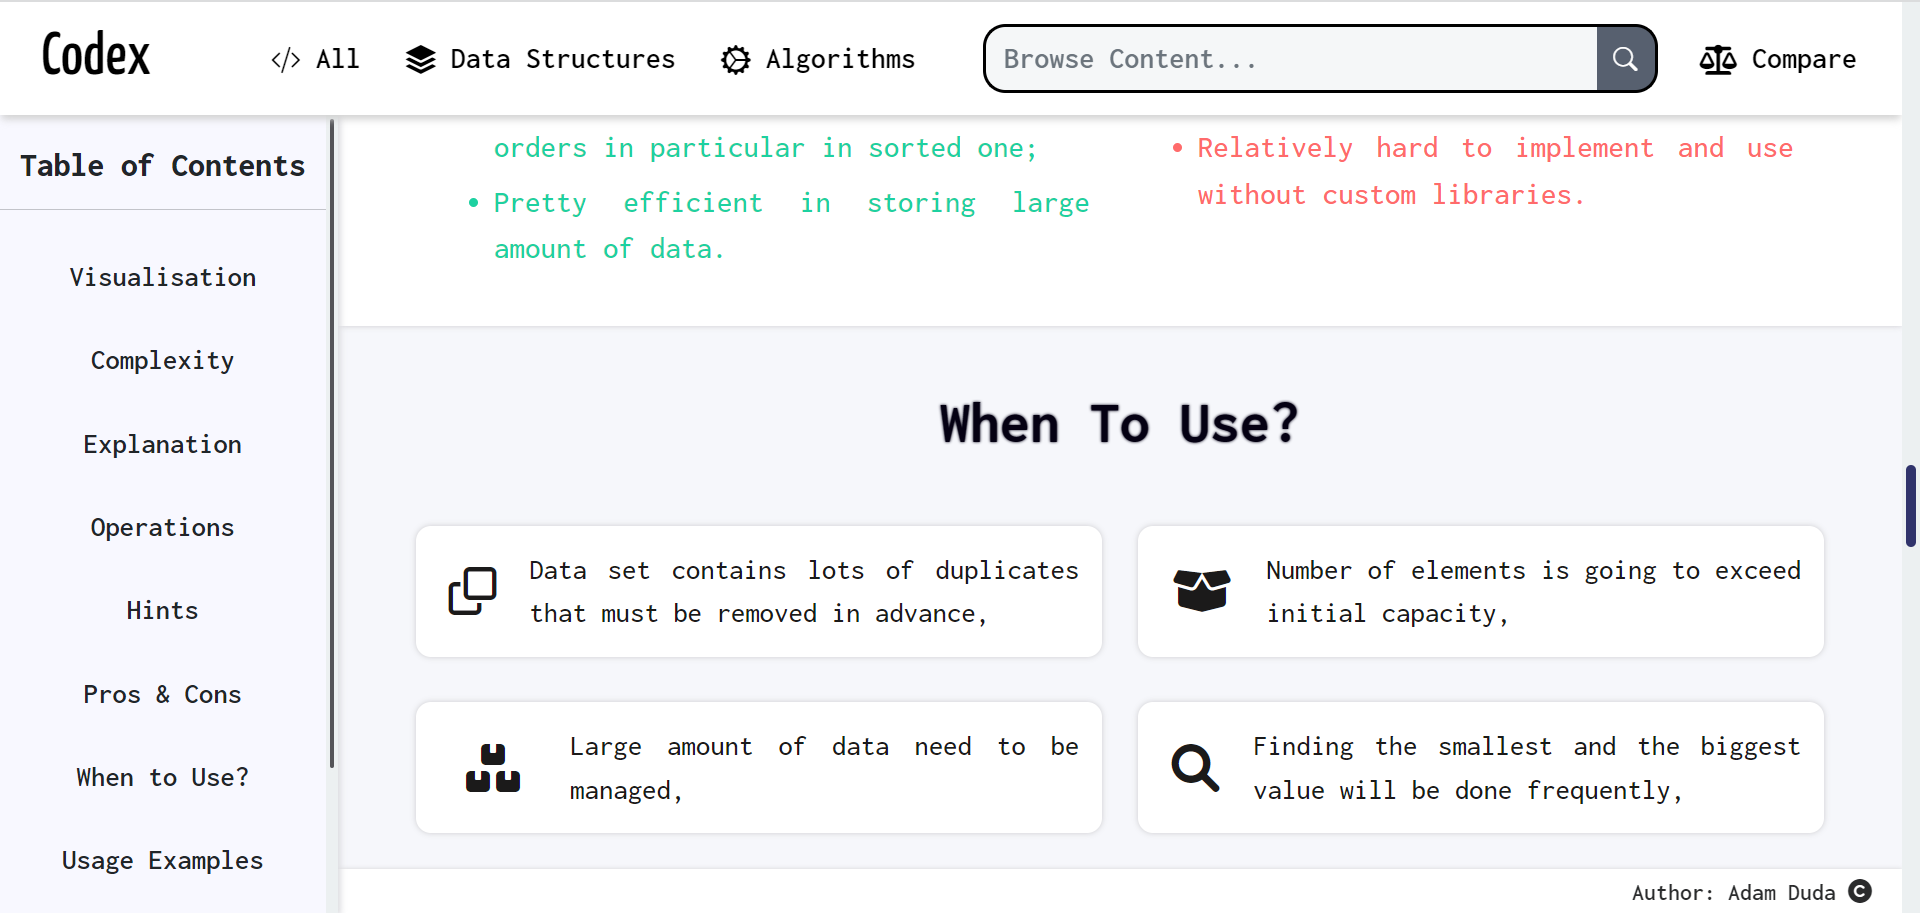 Codex
</> All
Data Structures
Algorithms
Browse Content...
Compare
Table of Contents
Visualisation
Complexity
Explanation
Operations
Hints
Pros & Cons
When to Use?
Usage Examples
orders in particular in sorted one;
• Pretty efficient in storing large
amount of data.
• Relatively hard to implement and use
without custom libraries.
When To Use?
Data set contains lots of duplicates
that must be removed in advance,
Number of elements is going to exceed
initial capacity,
Large amount of data need to be
managed,
Finding the smallest and the biggest
value will be done frequently,
Author: Adam Duda ©